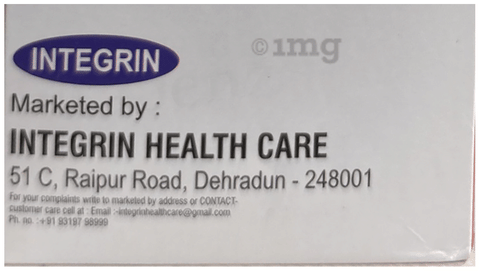 INTEGRIN
©1mg
Marketed by :
INTEGRIN HEALTH CARE
51 C, Raipur Road, Dehradun - 248001
For your complaints write to marketed by address or CONTACT-
customer care cell at : Email :-integrinhealthcare@gmail.com
Ph. no. :+91 93197 98999